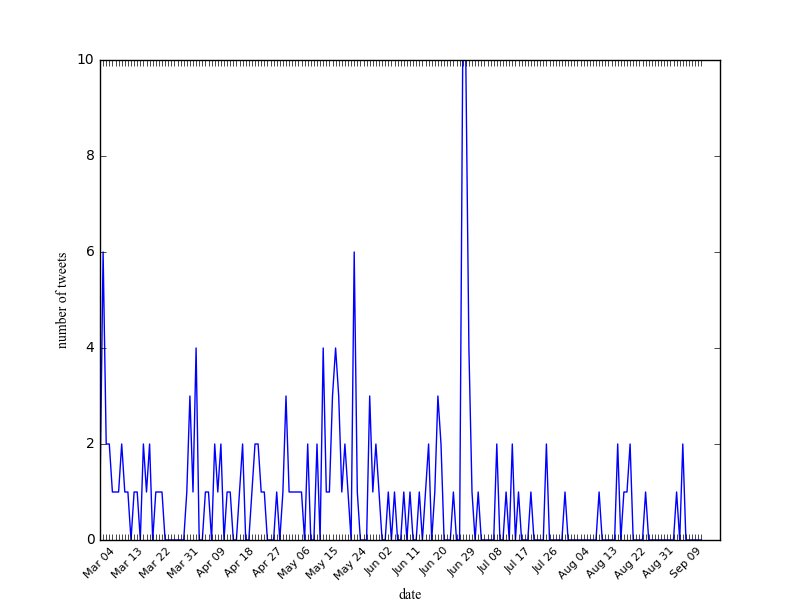 10
8
6
4
2
0
number of tweets
Mar 04 Mar 13 Mar 22 Mar 31 Apr 09 Apr 18 Apr 27 May 06 May 15 May 24 Jun 02 Jun 11 Jun 20 Jun 29 Jul 08 Jul 17 Jul 26 Aug 04 Aug 13 Aug 22 Aug 31 Sep 09
date